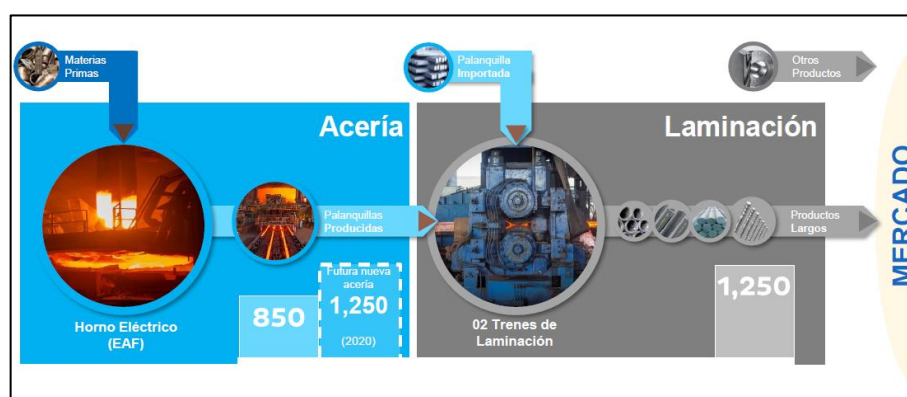 Materias
Primas
Palanquilla
Importada
Otros
Productos
Acería
Laminación
Palanquillas
Producidas
Productos
Largos
MERCADO
Futura nueva
acería
1,250
(2020)
850
1,250
Horno Eléctrico
(EAF)
02 Trenes de
Laminación